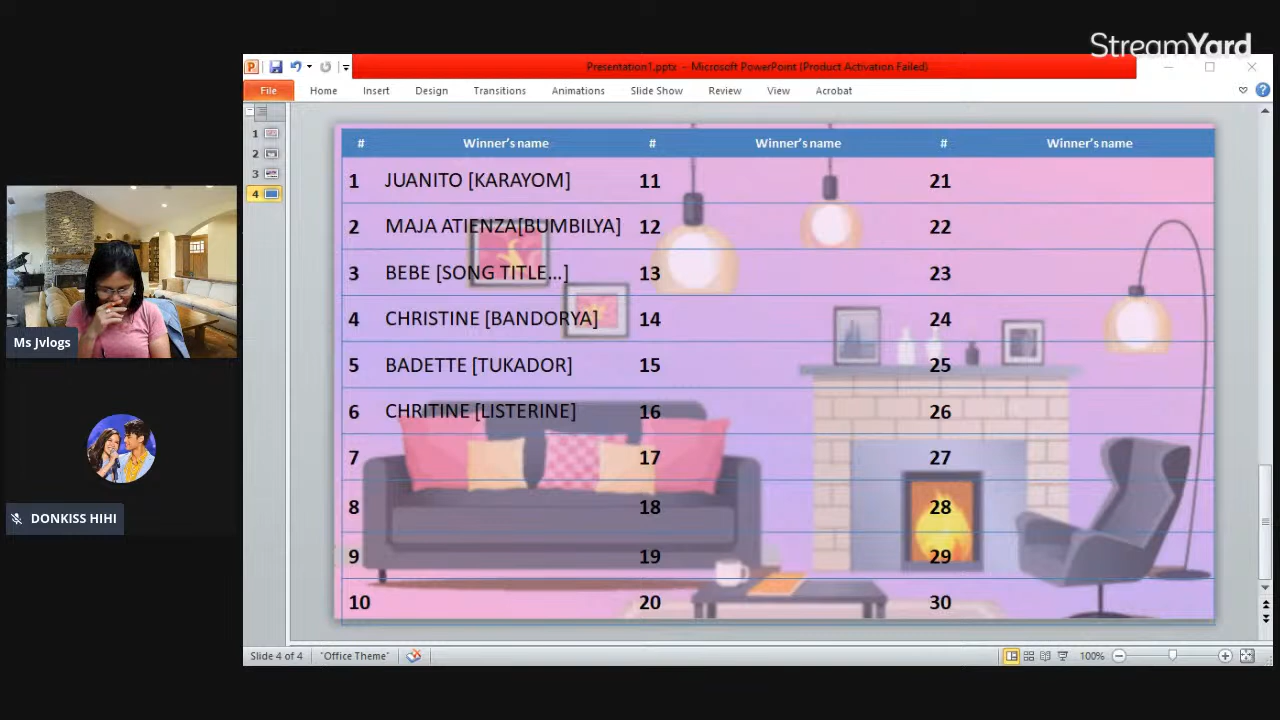 StreamYard
Presentation1.pptx - Microsoft PowerPoint (Product Activation Failed)
File Home Insert Design Transitions Animations Slide Show Review View Acrobat
1
2
3
4
# Winner's name # Winner's name # Winner's name
1 JUANITO [KARAYOM] 11 21
2 MAJA ATIENZA[BUMBILYA] 12 22
3 BEBE [SONG TITLE...] 13 23
4 CHRISTINE [BANDORYA] 14 24
5 BADETTE [TUKADOR] 15 25
6 CHRITINE [LISTERINE] 16 26
7 17 27
8 18 28
9 19 29
10 20 30
Ms Jvlogs
DONKISS HIHI
Slide 4 of 4 "Office Theme" 100%